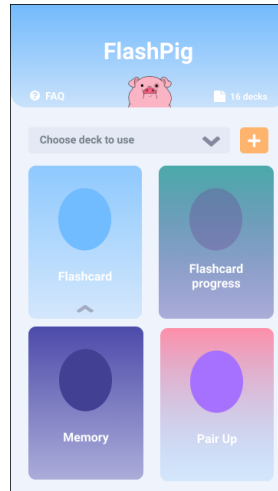 FlashPig
FAQ
16 decks
Choose deck to use
Flashcard
Flashcard
progress
Memory
Pair Up